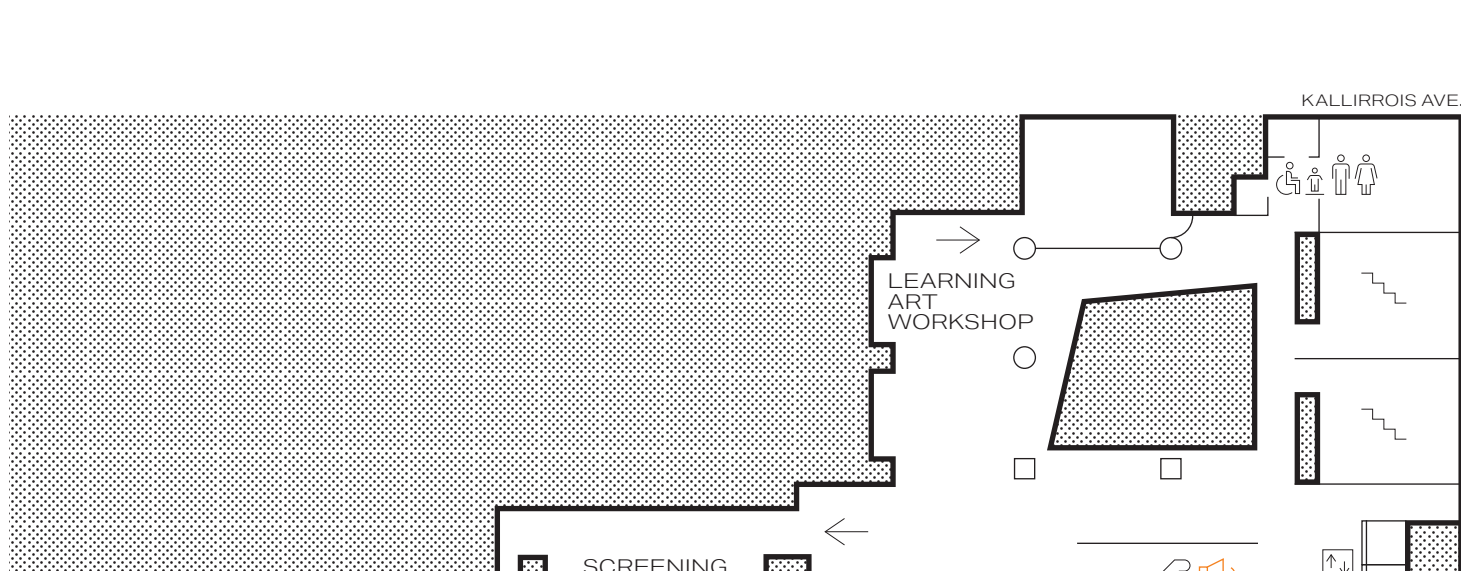 KALLIRROIS AVE.
LEARNING
ART
WORKSHOP
SCREENING